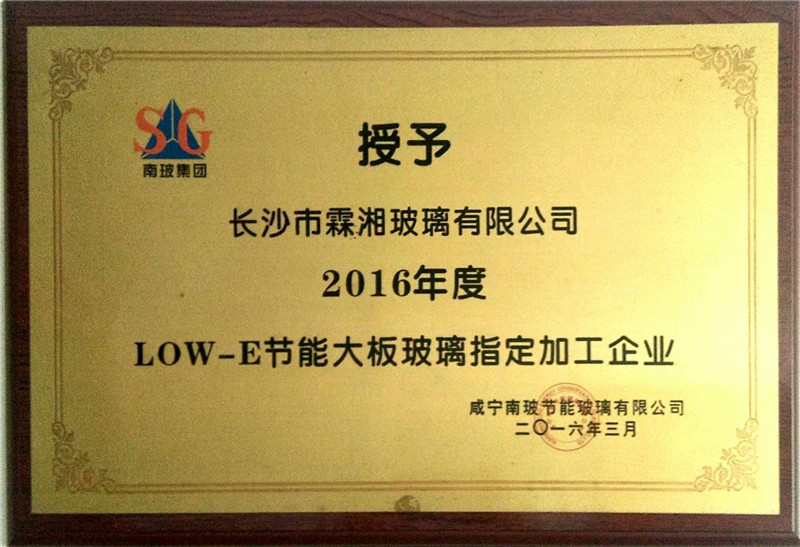 SG
南玻集团
授予
长沙市霖湘玻璃有限公司
2016年度
LOW-E节能大板玻璃指定加工企业
咸宁南玻节能玻璃有限公司
二〇一六年三月